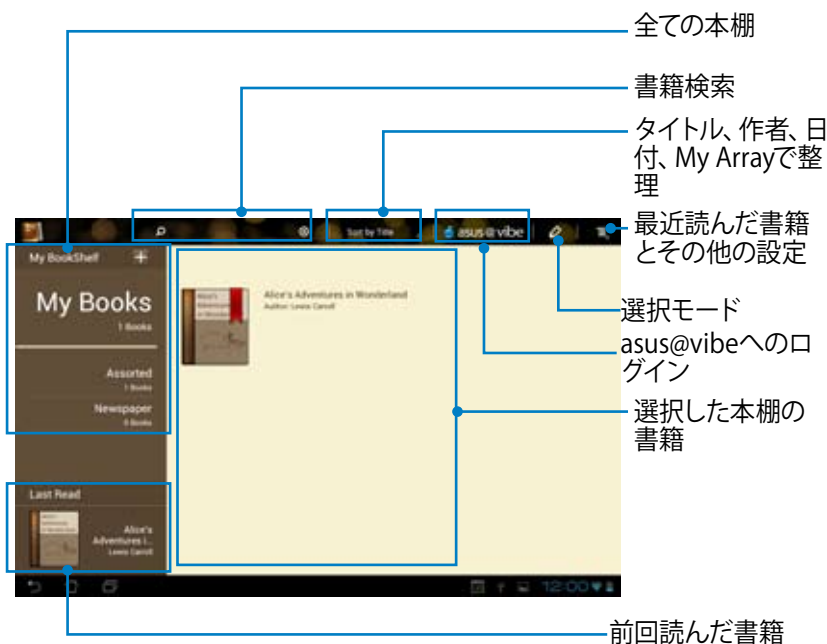 全ての本棚
書籍検索
タイトル、作者、日
付、My Arrayで整
理
最近読んだ書籍
とその他の設定
選択モード
asus@vibeへのロ
グイン
選択した本棚の
書籍
前回読んだ書籍
Sort by Title
asus@vibe
My BookShelf
My Books
1 Books
Assorted
1 Books
Newspaper
0 Books
Alice's Adventures in Wonderland
Author: Lewis Carroll
Last Read
Alice's
Adventures i...
Lewis Carroll
12:00